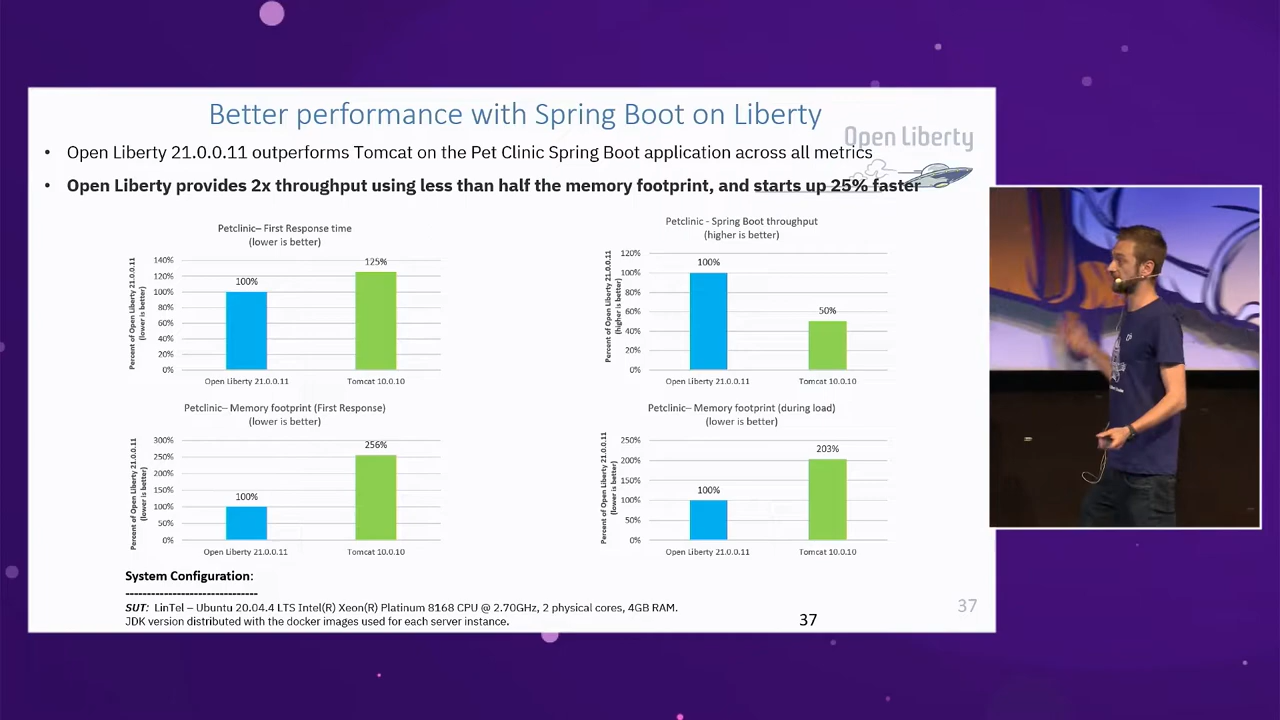 Better performance with Spring Boot on Liberty
Open Liberty
• Open Liberty 21.0.0.11 outperforms Tomcat on the Pet Clinic Spring Boot application across all metrics
• Open Liberty provides 2x throughput using less than half the memory footprint, and starts up 25% faster
Petclinic– First Response time
(lower is better)
Percent of Open Liberty 21.0.0.11
(lower is better)
140%
120%
100%
80%
60%
40%
20%
0%
100%
125%
Open Liberty 21.0.0.11
Tomcat 10.0.10
Petclinic - Spring Boot throughput
(higher is better)
Percent of Open Liberty 21.0.0.11
(higher is better)
120%
100%
80%
60%
40%
20%
0%
100%
50%
Open Liberty 21.0.0.11
Tomcat 10.0.10
Petclinic– Memory footprint (First Response)
(lower is better)
Percent of Open Liberty 21.0.0.11
(lower is better)
300%
250%
200%
150%
100%
50%
0%
100%
256%
Open Liberty 21.0.0.11
Tomcat 10.0.10
Petclinic– Memory footprint (during load)
(lower is better)
Percent of Open Liberty 21.0.0.11
(lower is better)
250%
200%
150%
100%
50%
0%
100%
203%
Open Liberty 21.0.0.11
Tomcat 10.0.10
System Configuration:
------------------------------
SUT: LinTel – Ubuntu 20.04.4 LTS Intel(R) Xeon(R) Platinum 8168 CPU @ 2.70GHz, 2 physical cores, 4GB RAM.
JDK version distributed with the docker images used for each server instance.
37
37